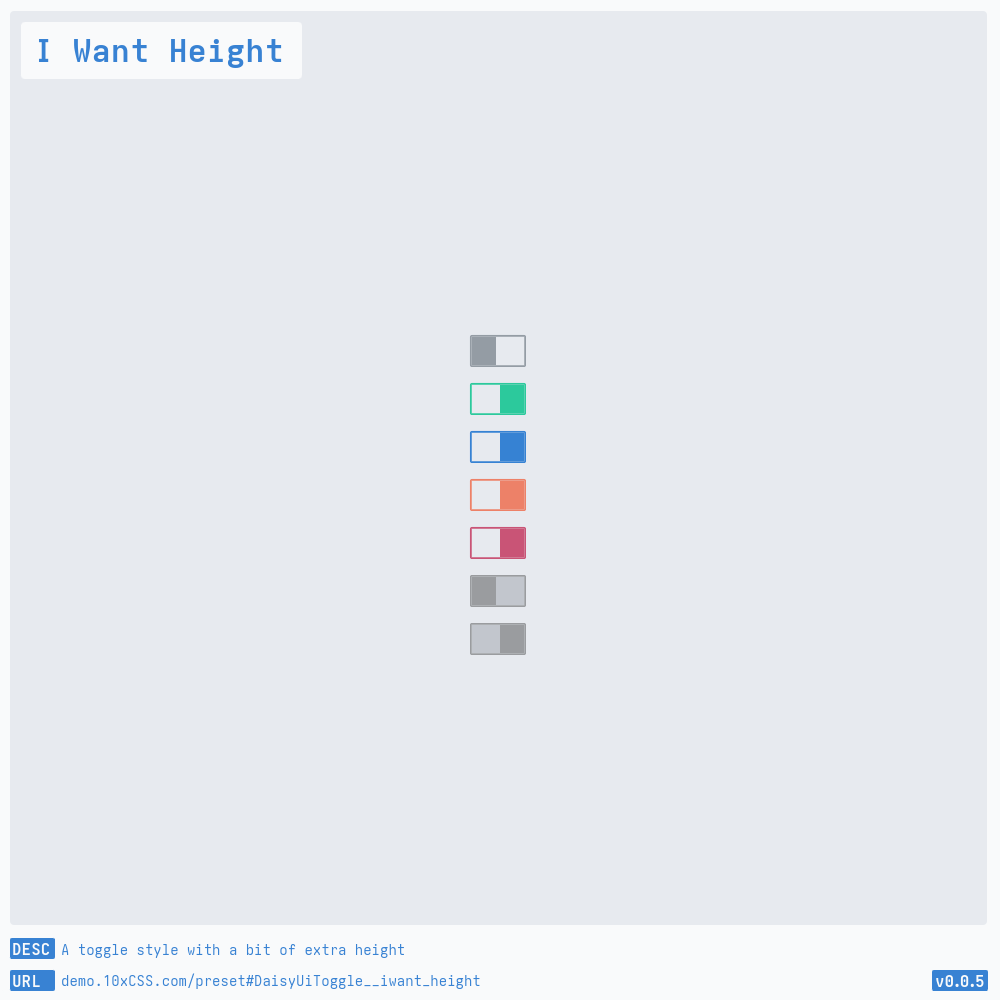 I Want Height
DESC A toggle style with a bit of extra height
URL demo.10xCSS.com/preset#DaisyUiToggle__iwant_height v0.0.5